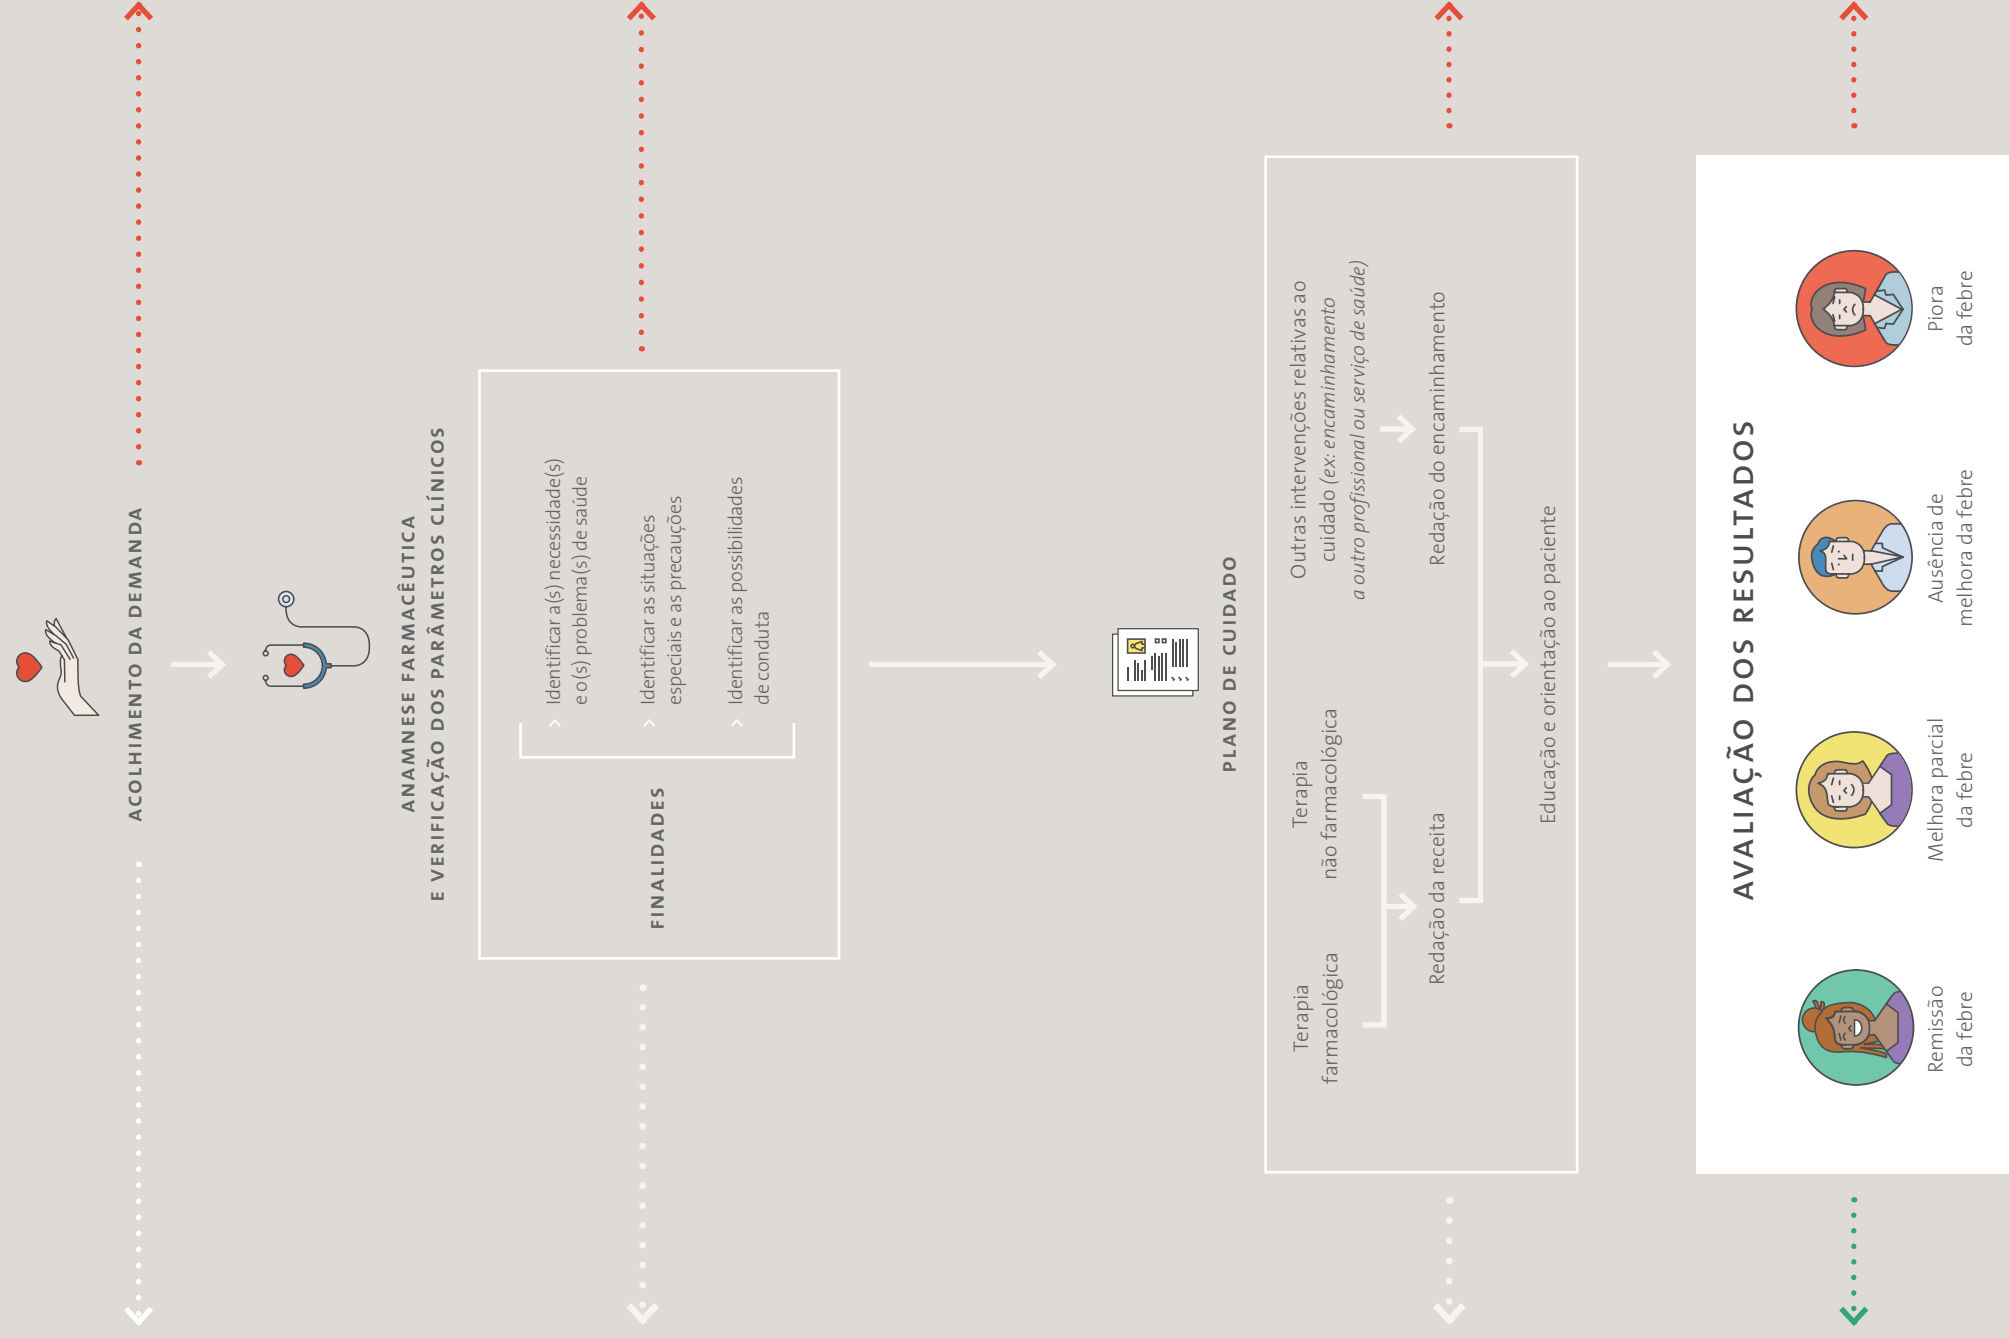 ACOLHIMENTO DA DEMANDA
ANAMNESE FARMACÊUTICA
E VERIFICAÇÃO DOS PARÂMETROS CLÍNICOS
FINALIDADES
Identificar a(s) necessidade(s)
e o(s) problema(s) de saúde
Identificar as situações
especiais e as precauções
Identificar as possibilidades
de conduta
PLANO DE CUIDADO
Terapia
farmacológica
Terapia
não farmacológica
Redação da receita
Outras intervenções relativas ao
cuidado (ex: encaminhamento
a outro profissional ou serviço de saúde)
Redação do encaminhamento
Educação e orientação ao paciente
AVALIAÇÃO DOS RESULTADOS
Remissão
da febre
Melhora parcial
da febre
Ausência de
melhora da febre
Piora
da febre